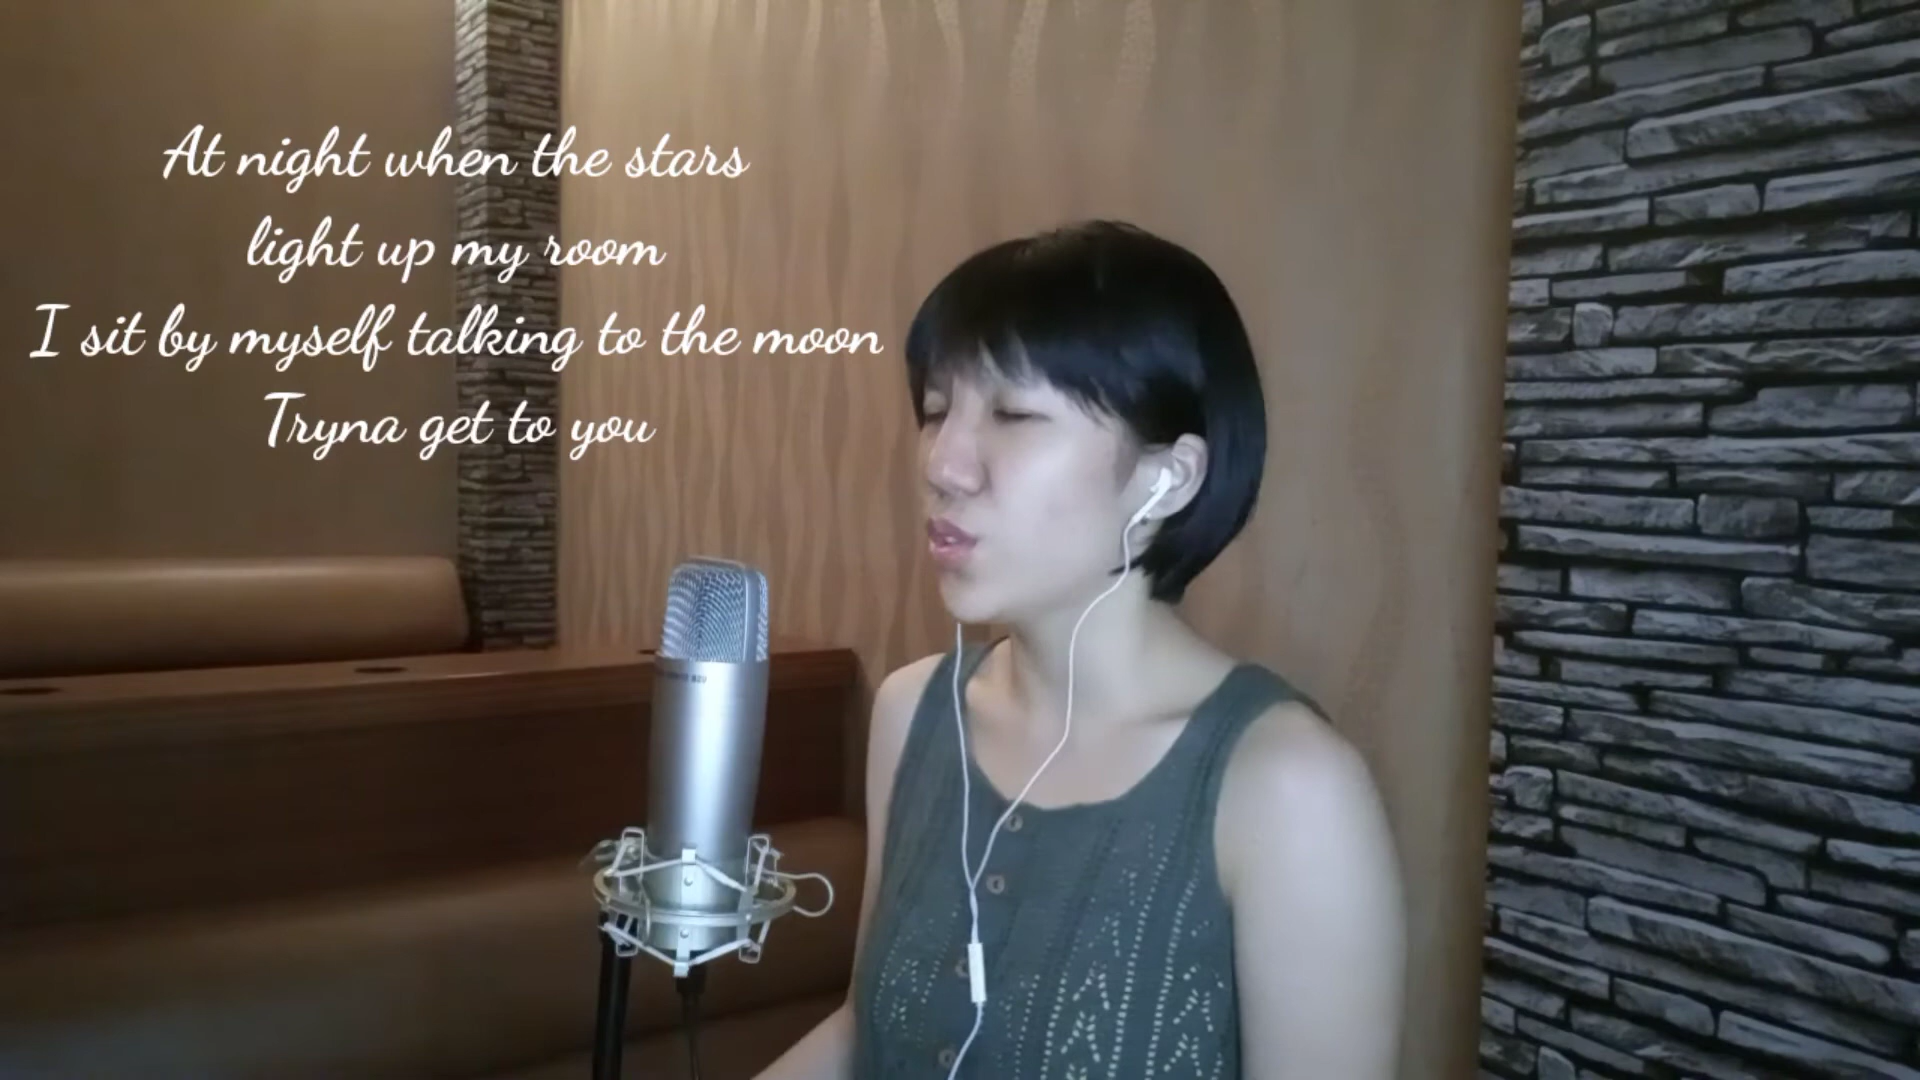 At night when the stars
light up my room
I sit by myself talking to the moon
Tryna get to you